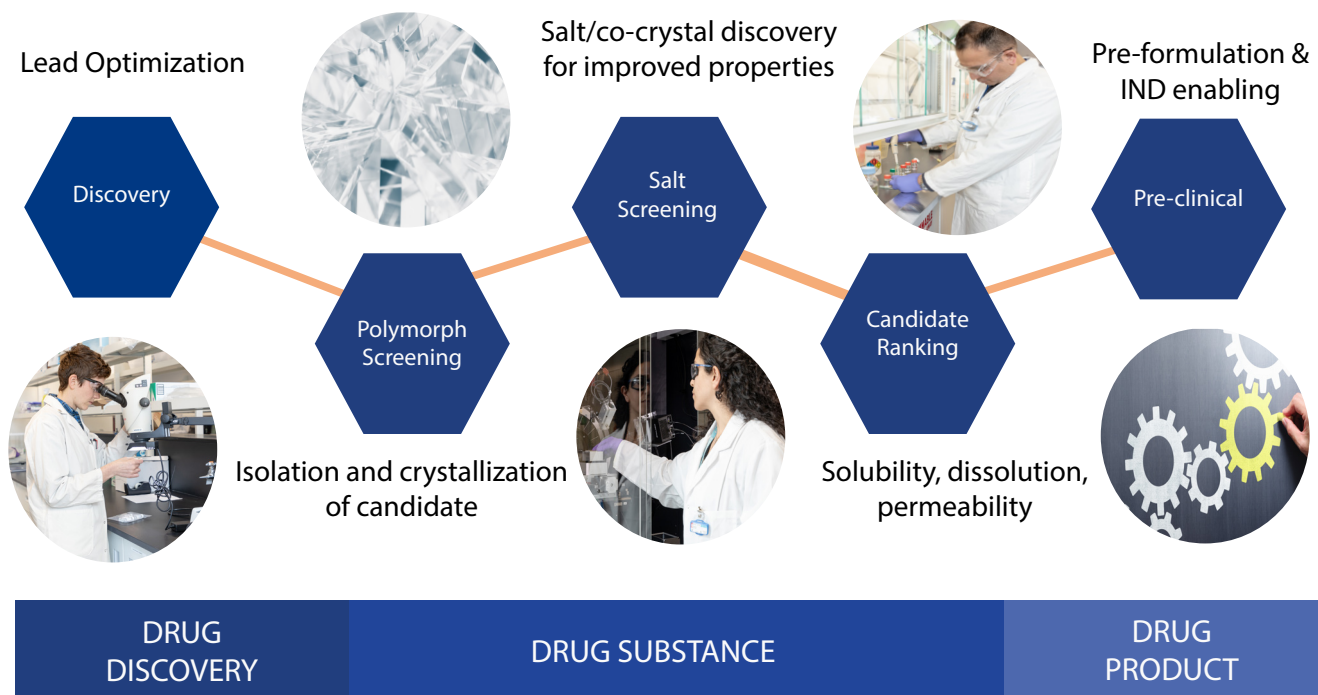 Lead Optimization
Salt/co-crystal discovery
for improved properties
Pre-formulation &
IND enabling
Discovery
Salt
Screening
Pre-clinical
Polymorph
Screening
Candidate
Ranking
Isolation and crystallization
of candidate
Solubility, dissolution,
permeability
DRUG
DISCOVERY
DRUG SUBSTANCE
DRUG
PRODUCT